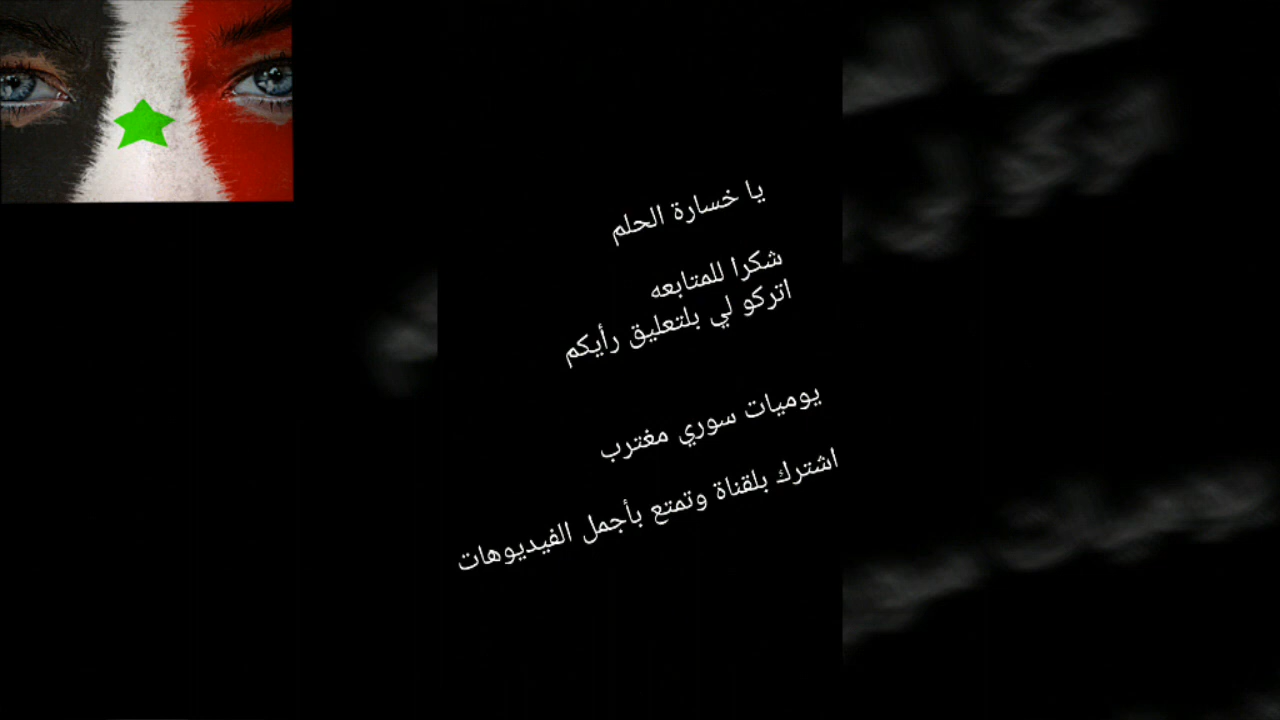 يا خسارة الحلم
شكرا للمتابعه
اتركو لي بلتعليق رأيكم
يوميات سوري مغترب
اشترك بلقناة وتمتع بأجمل الفيديوهات